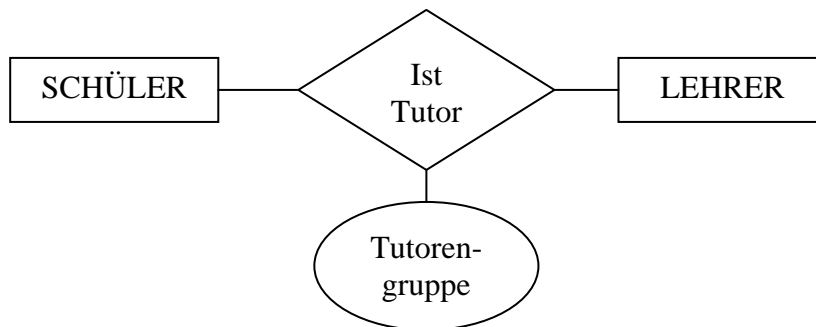 SCHÜLER
Ist
Tutor
LEHRER
Tutoren-
gruppe